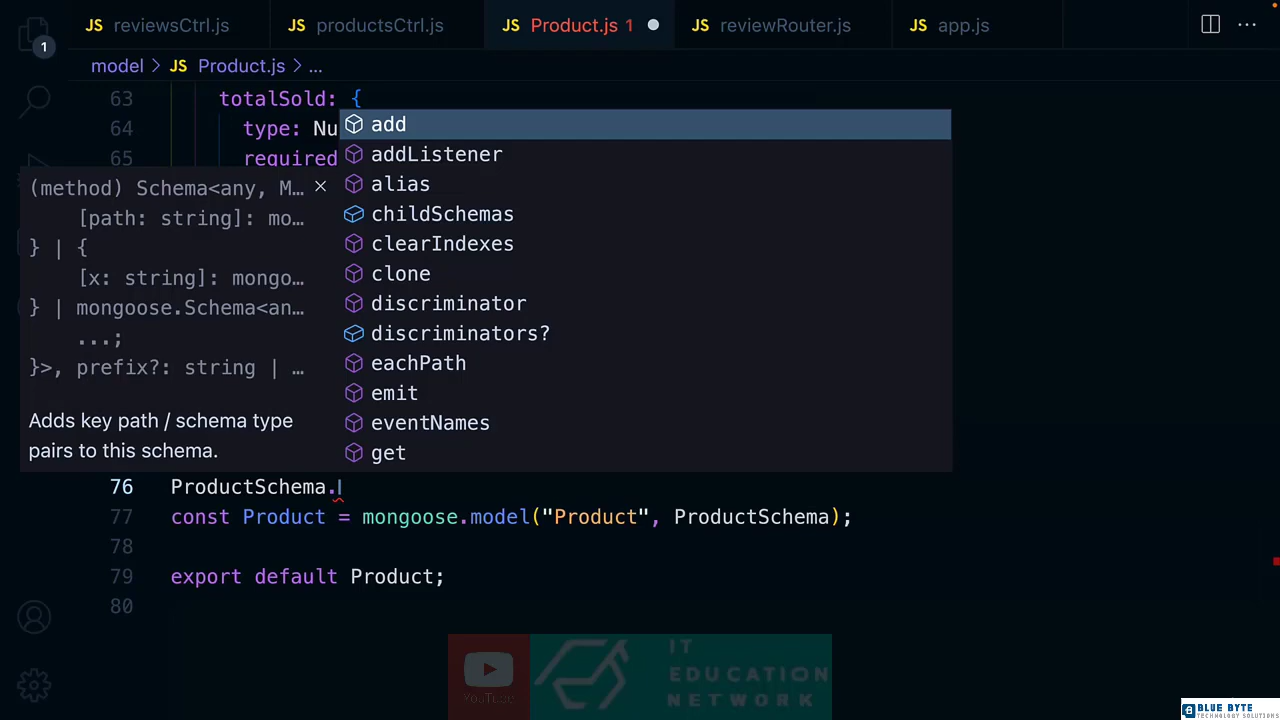 JS reviewsCtrl.js JS productsCtrl.js JS Product.js 1 JS reviewRouter.js JS app.js
1
model > JS Product.js > ...
63 totalSold: {
64 type: Nu
65 required
add
addListener
alias
childSchemas
clearIndexes
clone
discriminator
discriminators?
eachPath
emit
eventNames
get
(method) Schema<any, M…
[path: string]: mo…
} | {
[x: string]: mongo…
} | mongoose.Schema<an…
...;
}>, prefix?: string | …
Adds key path / schema type
pairs to this schema.
76 ProductSchema.
77 const Product = mongoose.model("Product", ProductSchema);
78
79 export default Product;
80
YouTube
IT
EDUCATION
NETWORK
BLUE BYTE
TECHNOLOGY SOLUTIONS